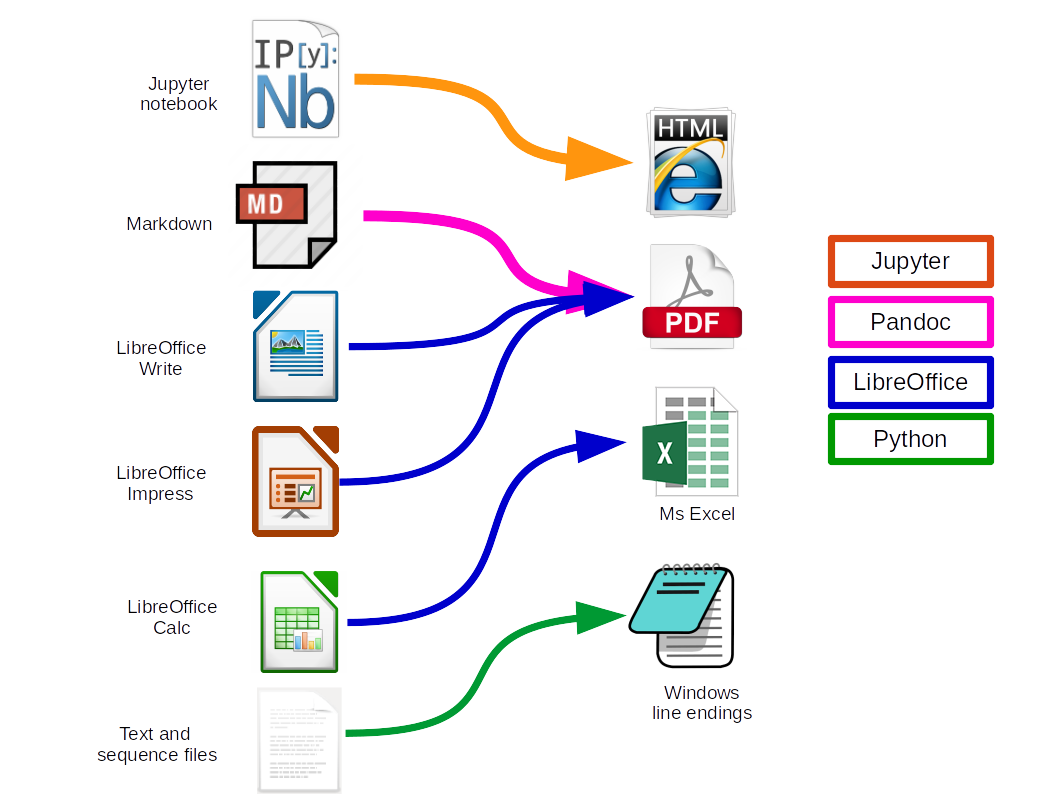 IP[y]:
Nb
Jupyter
notebook
HTML
MD
Markdown
PDF
Jupyter
Pandoc
LibreOffice
Python
LibreOffice
Write
LibreOffice
Impress
X
Ms Excel
LibreOffice
Calc
Windows
line endings
Text and
sequence files